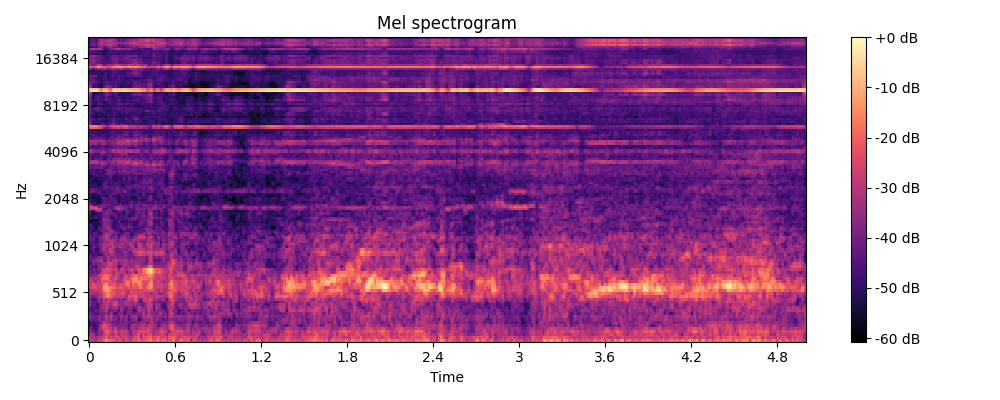 Mel spectrogram
Hz
16384
8192
4096
2048
1024
512
0
0 0.6 1.2 1.8 2.4 3 3.6 4.2 4.8
Time
+0 dB
-10 dB
-20 dB
-30 dB
-40 dB
-50 dB
-60 dB